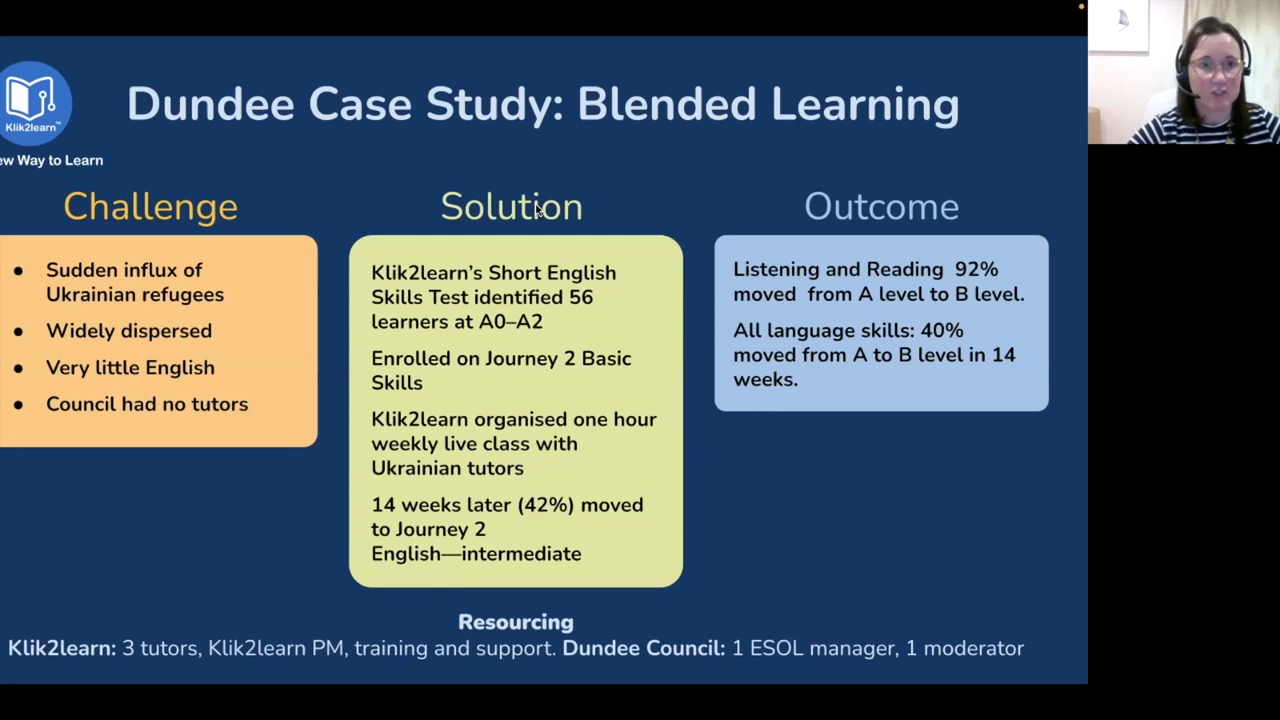 Dundee Case Study: Blended Learning
Klik2learn™
ew Way to Learn
Challenge
Sudden influx of
Ukrainian refugees
Widely dispersed
Very little English
Council had no tutors
Solution
Klik2learn's Short English
Skills Test identified 56
learners at A0–A2
Enrolled on Journey 2 Basic
Skills
Klik2learn organised one hour
weekly live class with
Ukrainian tutors
14 weeks later (42%) moved
to Journey 2
English—intermediate
Outcome
Listening and Reading  92%
moved  from A level to B level.
All language skills: 40%
moved from A to B level in 14
weeks.
Resourcing
Klik2learn: 3 tutors, Klik2learn PM, training and support. Dundee Council: 1 ESOL manager, 1 moderator